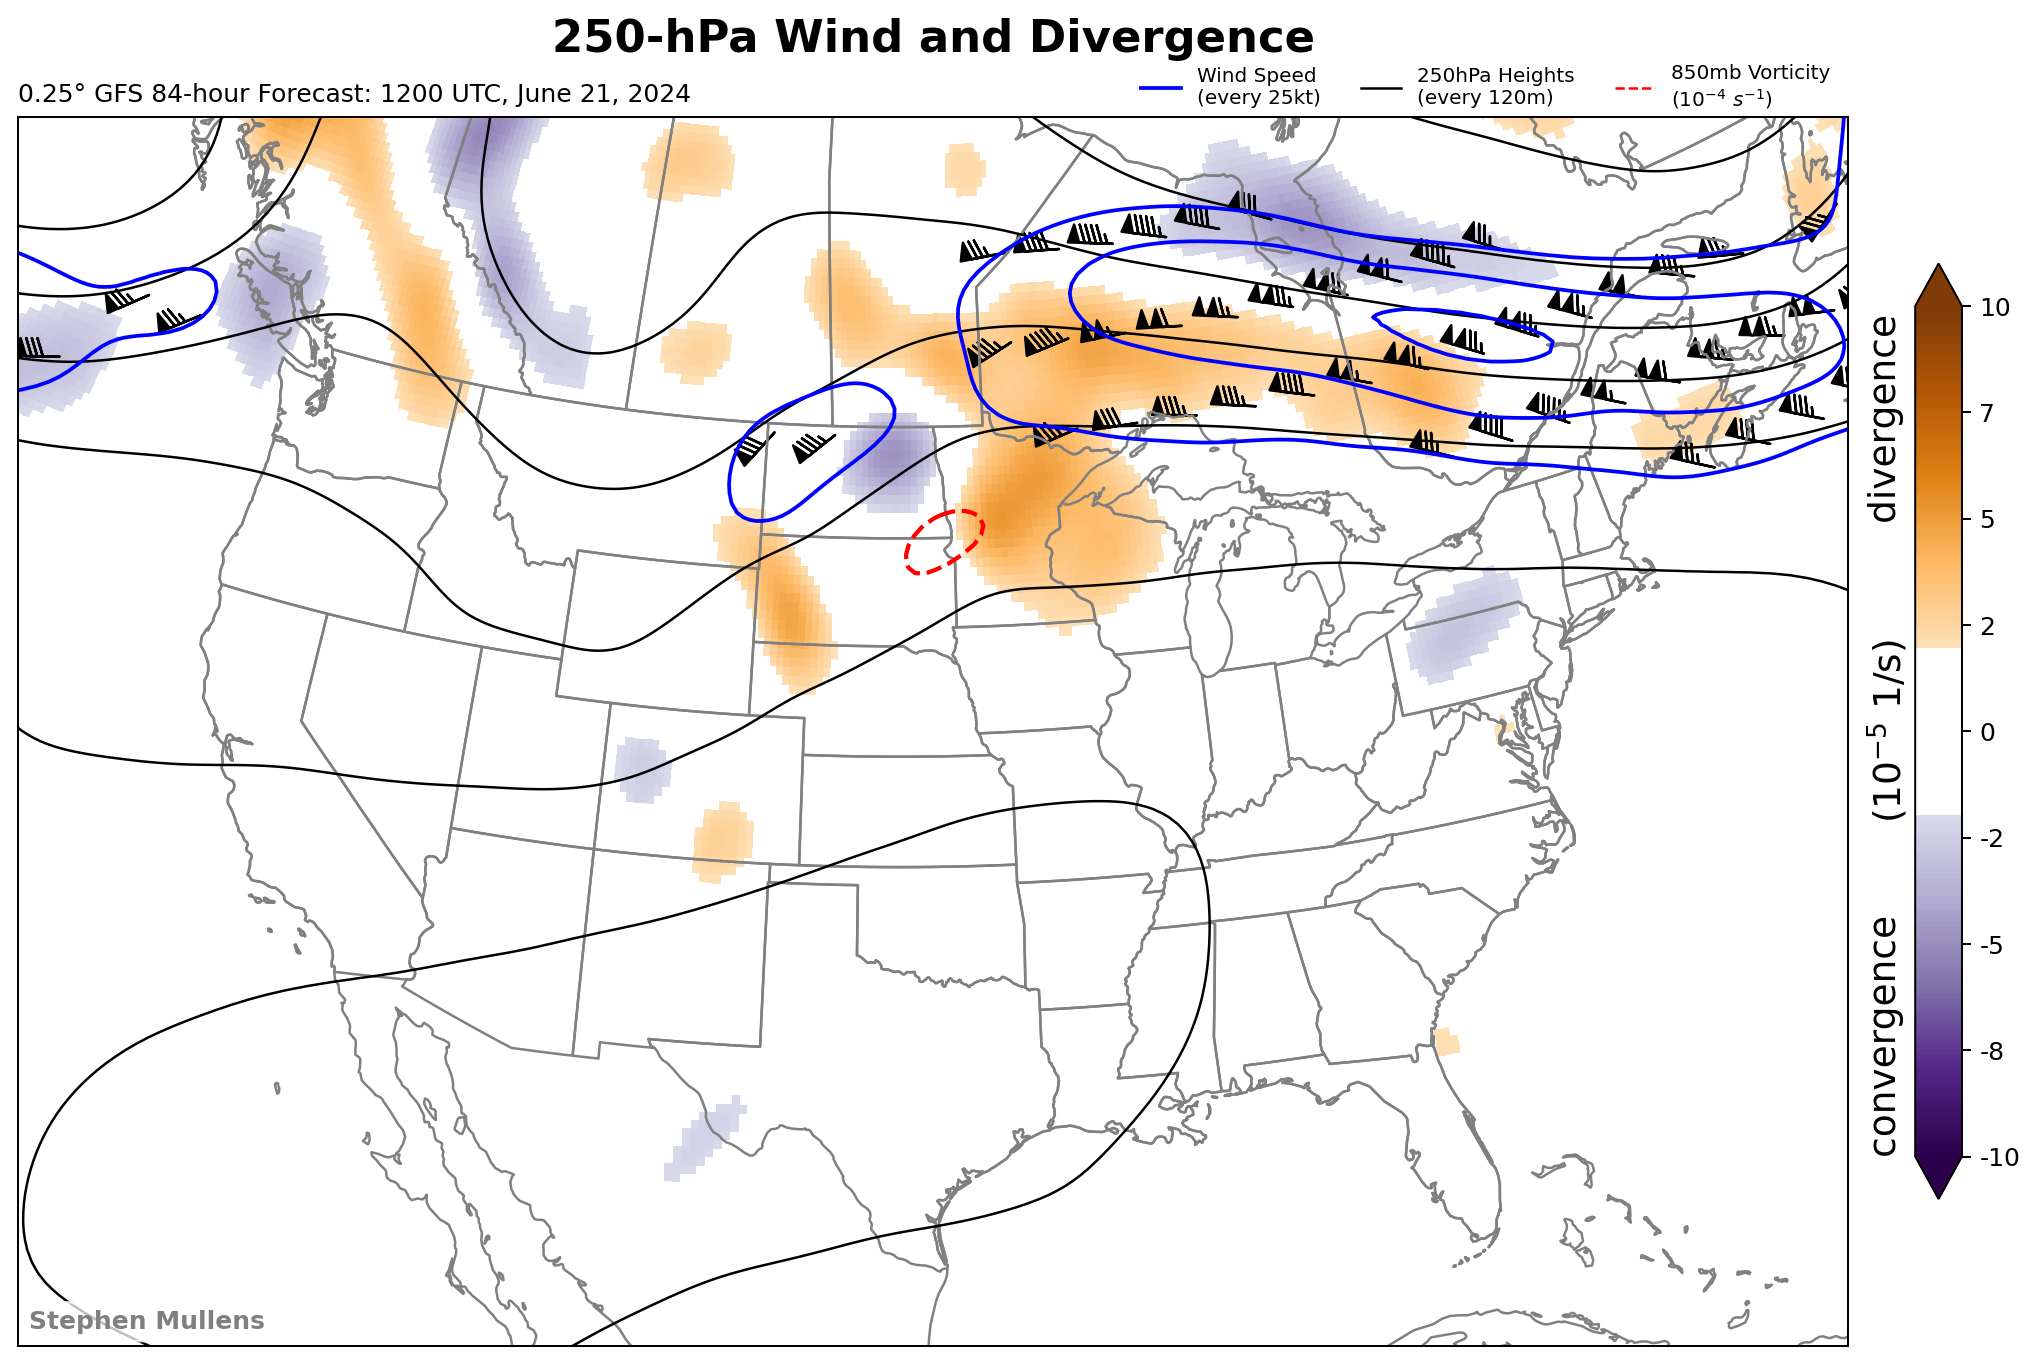 250-hPa Wind and Divergence
0.25° GFS 84-hour Forecast: 1200 UTC, June 21, 2024
Wind Speed
(every 25kt)
250hPa Heights
(every 120m)
850mb Vorticity
(10⁻⁴ s⁻¹)
10
7
5
2
0
-2
-5
-8
-10
convergence (10⁻⁵ 1/s) divergence
Stephen Mullens